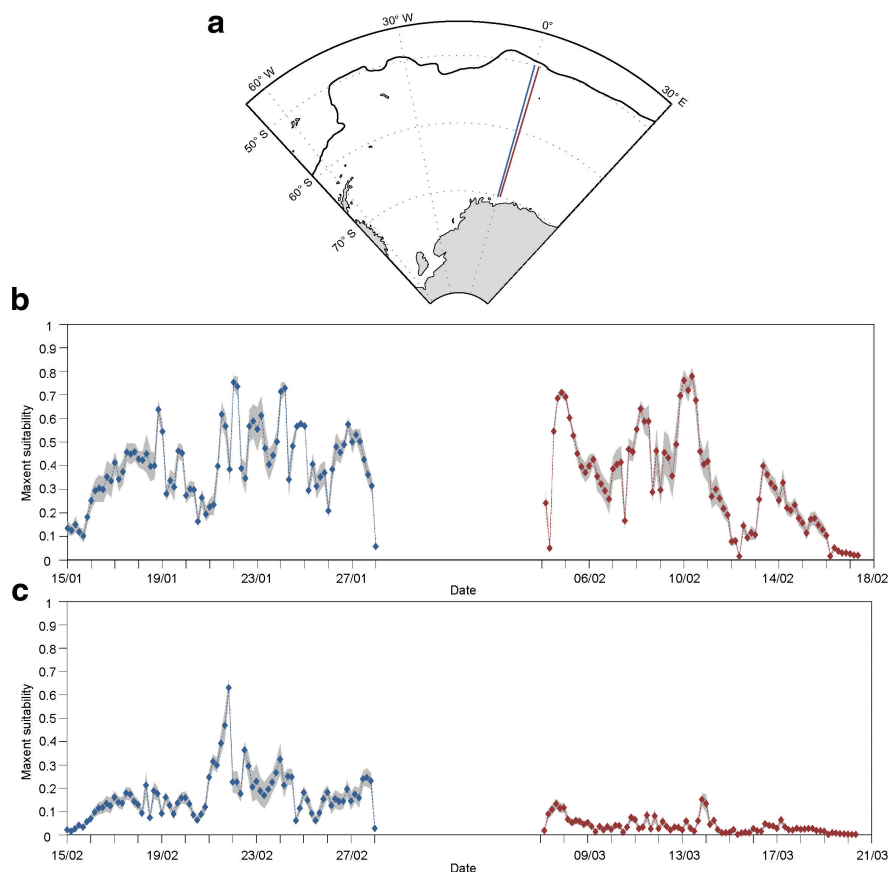 a
30° W
0°
60° W
30° E
50° S
60° S
70° S
b
1
0.9
0.8
0.7
0.6
0.5
0.4
0.3
0.2
0.1
0
Maxent suitability
15/01 19/01 23/01 27/01 06/02 10/02 14/02 18/02
Date
c
1
0.9
0.8
0.7
0.6
0.5
0.4
0.3
0.2
0.1
0
Maxent suitability
15/02 19/02 23/02 27/02 09/03 13/03 17/03 21/03
Date